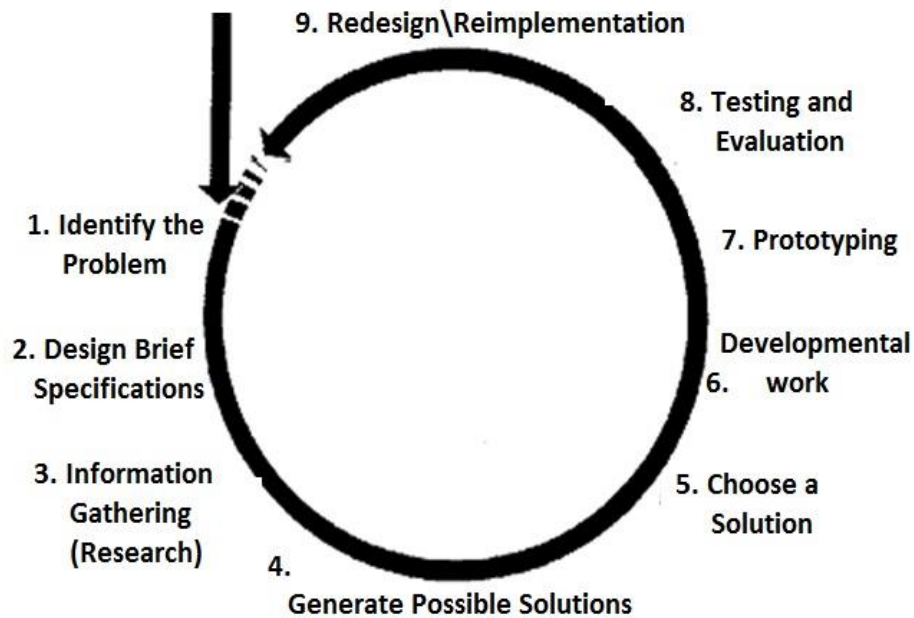 1. Identify the
Problem
2. Design Brief
Specifications
3. Information
Gathering
(Research)
4.
Generate Possible Solutions
5. Choose a
Solution
Developmental
6. work
7. Prototyping
8. Testing and
Evaluation
9. Redesign\Reimplementation